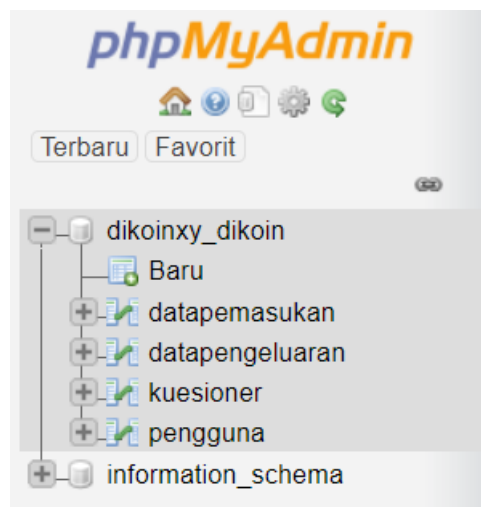 phpMyAdmin
Terbaru Favorit
dikoinxy_dikoin
Baru
datapemasukan
datapengeluaran
kuesioner
pengguna
information_schema